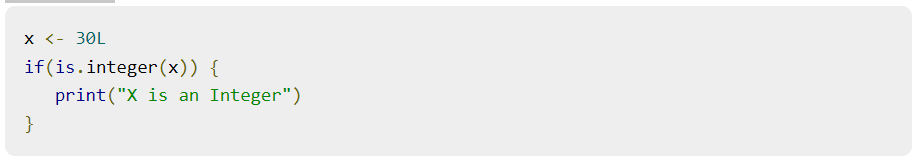 x <- 30L
if(is.integer(x)) {
   print("X is an Integer")
}